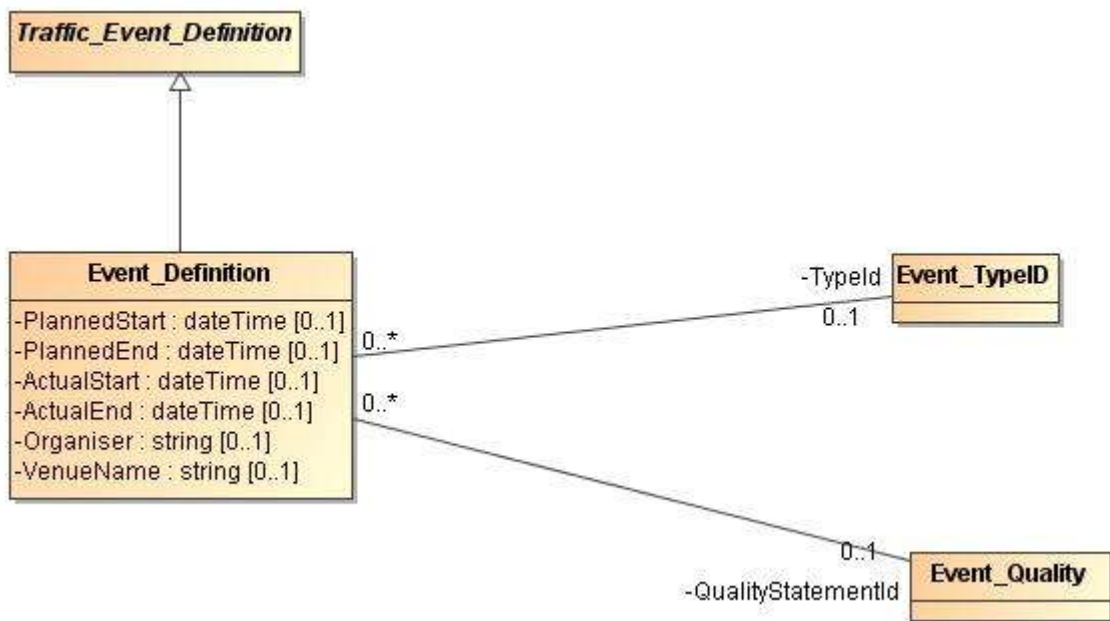 Traffic_Event_Definition
Event_Definition
-PlannedStart : dateTime [0..1]
-PlannedEnd : dateTime [0..1]
-ActualStart : dateTime [0..1]
-ActualEnd : dateTime [0..1]
-Organiser : string [0..1]
-VenueName : string [0..1]
0..*
0..*
-TypeId
0..1
Event_TypeID
0..1
-QualityStatementId
Event_Quality